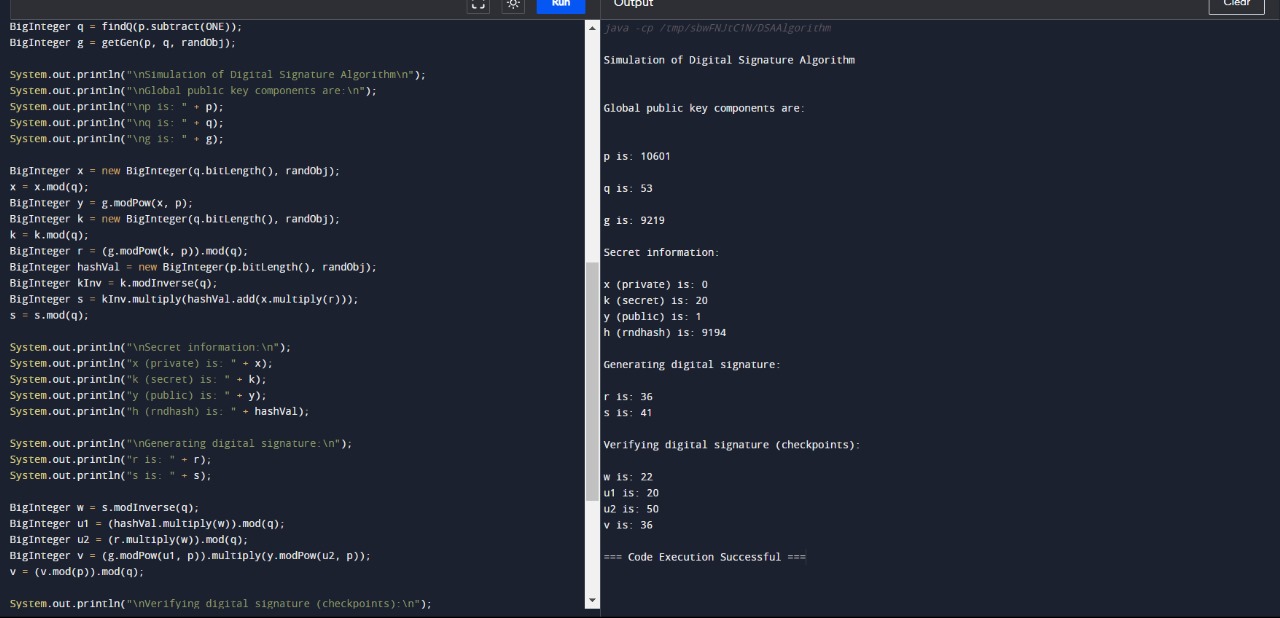 Run
Output
Clear
BigInteger q = findQ(p.subtract(ONE));
BigInteger g = getGen(p, q, randObj);
System.out.println("\nSimulation of Digital Signature Algorithm\n");
System.out.println("\nGlobal public key components are:\n");
System.out.println("\np is: " + p);
System.out.println("\nq is: " + q);
System.out.println("\ng is: " + g);
BigInteger x = new BigInteger(q.bitLength(), randObj);
x = x.mod(q);
BigInteger y = g.modPow(x, p);
BigInteger k = new BigInteger(q.bitLength(), randObj);
k = k.mod(q);
BigInteger r = (g.modPow(k, p)).mod(q);
BigInteger hashVal = new BigInteger(p.bitLength(), randObj);
BigInteger kInv = k.modInverse(q);
BigInteger s = kInv.multiply(hashVal.add(x.multiply(r)));
s = s.mod(q);
System.out.println("\nSecret information:\n");
System.out.println("x (private) is: " + x);
System.out.println("k (secret) is: " + k);
System.out.println("y (public) is: " + y);
System.out.println("h (rndhash) is: " + hashVal);
System.out.println("\nGenerating digital signature:\n");
System.out.println("r is: " + r);
System.out.println("s is: " + s);
BigInteger w = s.modInverse(q);
BigInteger u1 = (hashVal.multiply(w)).mod(q);
BigInteger u2 = (r.multiply(w)).mod(q);
BigInteger v = (g.modPow(u1, p)).multiply(y.modPow(u2, p));
v = (v.mod(p)).mod(q);
System.out.println("\nVerifying digital signature (checkpoints):\n");
java -cp /tmp/sbwFNJtC1N/DSAAlgorithm
Simulation of Digital Signature Algorithm
Global public key components are:
p is: 10601
q is: 53
g is: 9219
Secret information:
x (private) is: 0
k (secret) is: 20
y (public) is: 1
h (rndhash) is: 9194
Generating digital signature:
r is: 36
s is: 41
Verifying digital signature (checkpoints):
w is: 22
u1 is: 20
u2 is: 50
v is: 36
=== Code Execution Successful ===